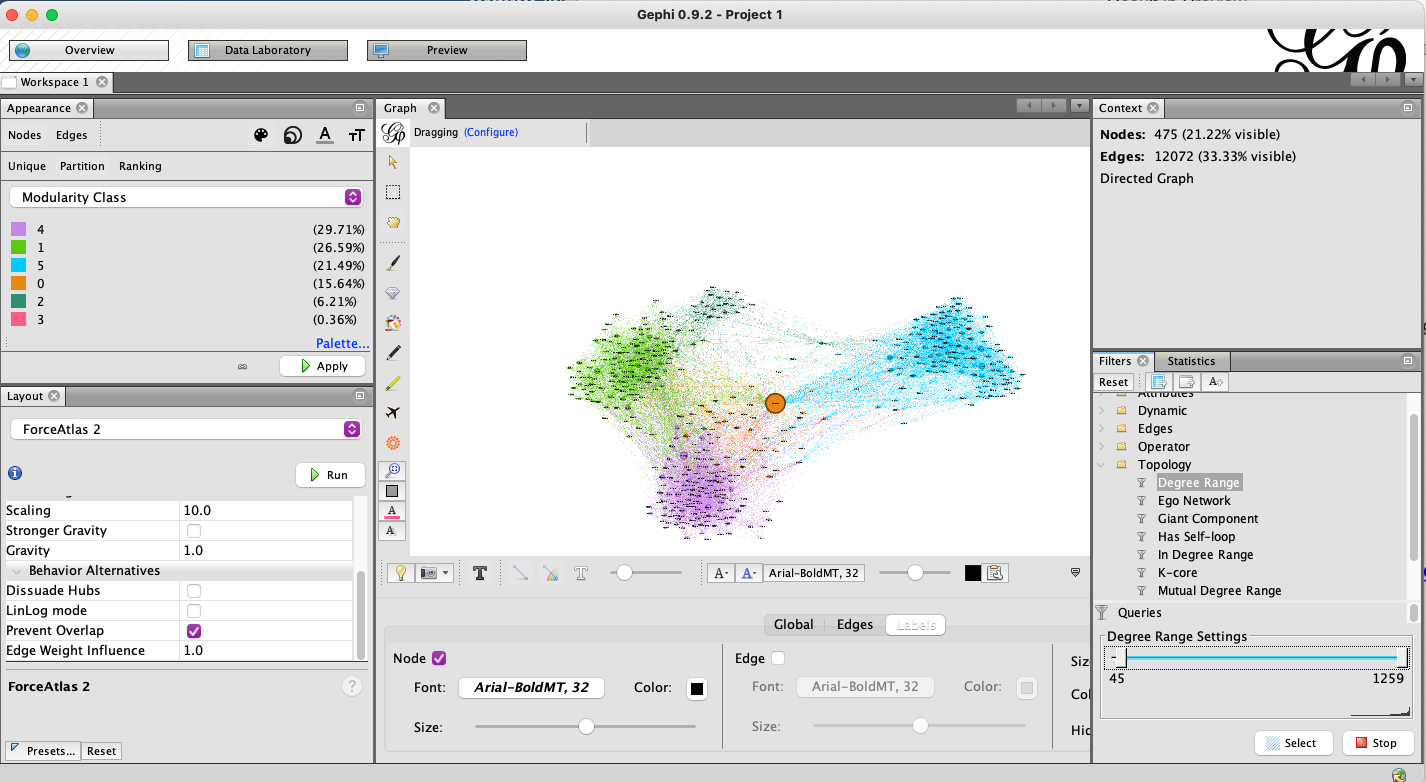 Gephi 0.9.2 - Project 1
Overview
Data Laboratory
Preview
Workspace 1
Appearance
Nodes Edges
Unique Partition Ranking
Modularity Class
4 (29.71%)
1 (26.59%)
5 (21.49%)
0 (15.64%)
2 (6.21%)
3 (0.36%)
Palette...
Apply
Layout
ForceAtlas 2
Run
Scaling 10.0
Stronger Gravity
Gravity 1.0
Behavior Alternatives
Dissuade Hubs
LinLog mode
Prevent Overlap
Edge Weight Influence 1.0
ForceAtlas 2
?
Presets... Reset
Graph
Dragging (Configure)
Arial-BoldMT, 32
Global Edges Labels
Node
Font: Arial-BoldMT, 32 Color:
Size:
Edge
Font: Arial-BoldMT, 32 Color:
Size:
Context
Nodes: 475 (21.22% visible)
Edges: 12072 (33.33% visible)
Directed Graph
Filters Statistics
Reset
Attributes
Dynamic
Edges
Operator
Topology
Degree Range
Ego Network
Giant Component
Has Self-loop
In Degree Range
K-core
Mutual Degree Range
Queries
Degree Range Settings
45 1259
Select Stop